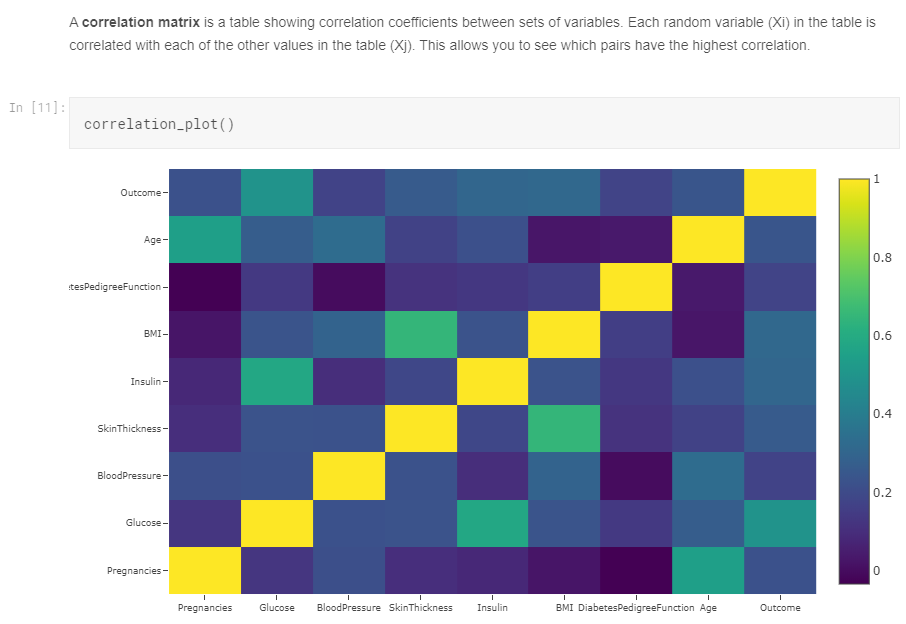 A correlation matrix is a table showing correlation coefficients between sets of variables. Each random variable (Xi) in the table is
correlated with each of the other values in the table (Xj). This allows you to see which pairs have the highest correlation.
In [11]:
correlation_plot()
Outcome
Age
tesPedigreeFunction
BMI
Insulin
SkinThickness
BloodPressure
Glucose
Pregnancies
Pregnancies Glucose BloodPressure SkinThickness Insulin BMI DiabetesPedigreeFunction Age Outcome
1
0.8
0.6
0.4
0.2
0